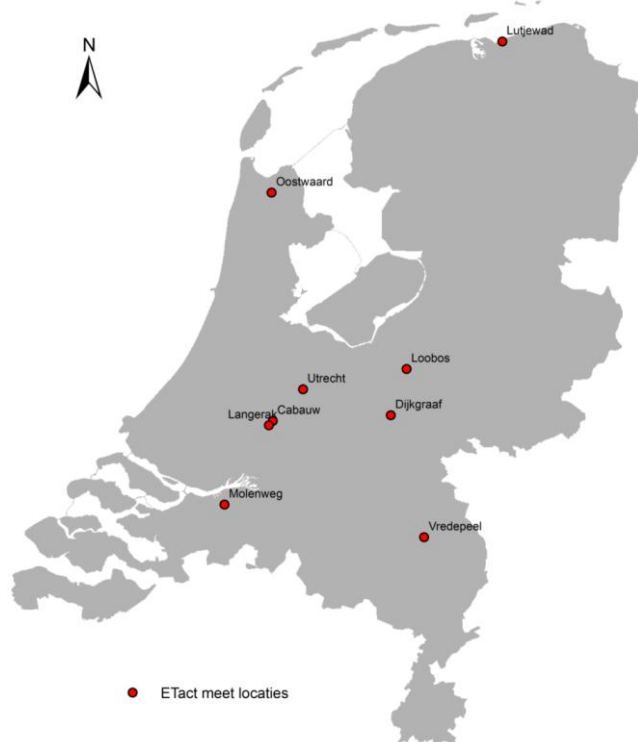 N
Lutjewad
Oostwaard
Loobos
Utrecht
Dijkgraaf
Langerak
Cabauw
Molenweg
Vredepeel
ETact meet locaties